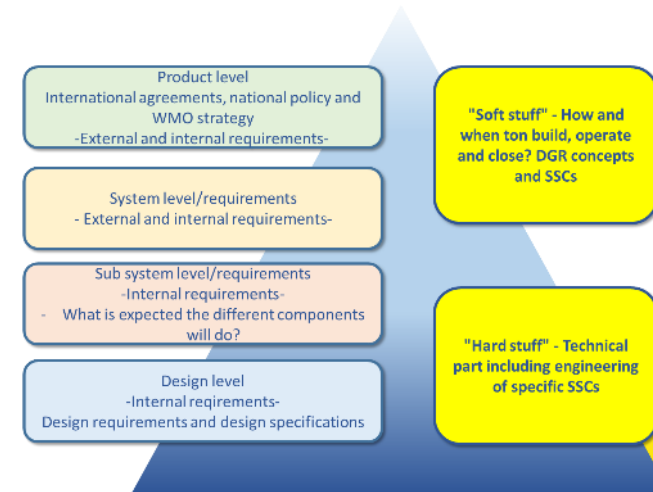 Product level
International agreements, national policy and
WMO strategy
-External and internal requirements-
System level/requirements
- External and internal requirements-
Sub system level/requirements
-Internal requirements-
- What is expected the different components
will do?
Design level
-Internal reqirements-
Design requirements and design specifications
"Soft stuff" - How and
when ton build, operate
and close? DGR concepts
and SSCs
"Hard stuff" - Technical
part including engineering
of specific SSCs